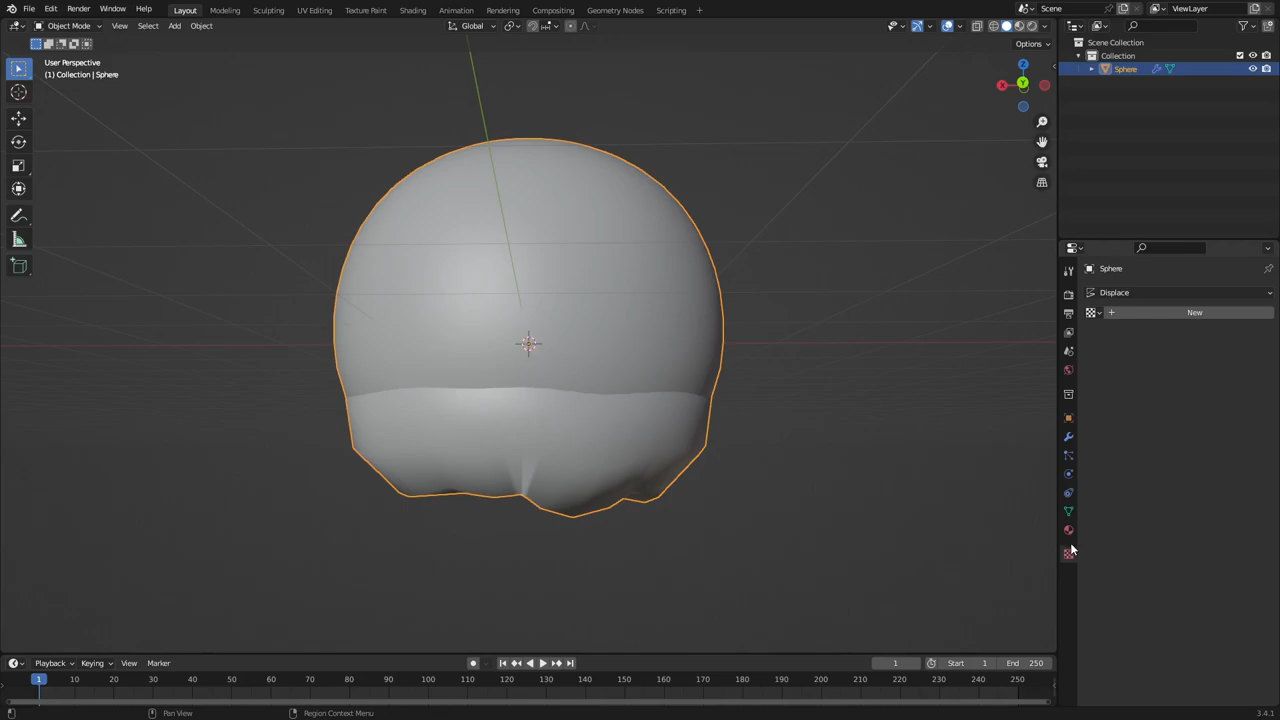 File Edit Render Window Help Layout Modeling Sculpting UV Editing Texture Paint Shading Animation Rendering Compositing Geometry Nodes Scripting + Scene ViewLayer
Object Mode View Select Add Object Global
Options
User Perspective
(1) Collection | Sphere
Z
Y
X
Scene Collection
Collection
Sphere
Sphere
Displace
+ New
Playback Keying View Marker 1 Start 1 End 250
1 10 20 30 40 50 60 70 80 90 100 110 120 130 140 150 160 170 180 190 200 210 220 230 240 250
Pan View Region Context Menu 3.4.1